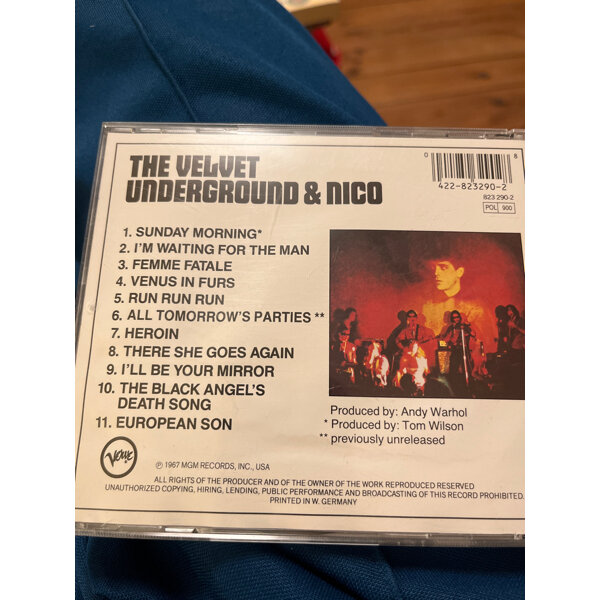 THE VELVET
UNDERGROUND & NICO
0 8
422-823290-2
823 290-2
POL 900
1. SUNDAY MORNING*
2. I'M WAITING FOR THE MAN
3. FEMME FATALE
4. VENUS IN FURS
5. RUN RUN RUN
6. ALL TOMORROW'S PARTIES **
7. HEROIN
8. THERE SHE GOES AGAIN
9. I'LL BE YOUR MIRROR
10. THE BLACK ANGEL'S
DEATH SONG
11. EUROPEAN SON
Produced by: Andy Warhol
* Produced by: Tom Wilson
** previously unreleased
Verve
℗ 1967 MGM RECORDS, INC., USA
ALL RIGHTS OF THE PRODUCER AND OF THE OWNER OF THE WORK REPRODUCED RESERVED
UNAUTHORIZED COPYING, HIRING, LENDING, PUBLIC PERFORMANCE AND BROADCASTING OF THIS RECORD PROHIBITED.
PRINTED IN W. GERMANY